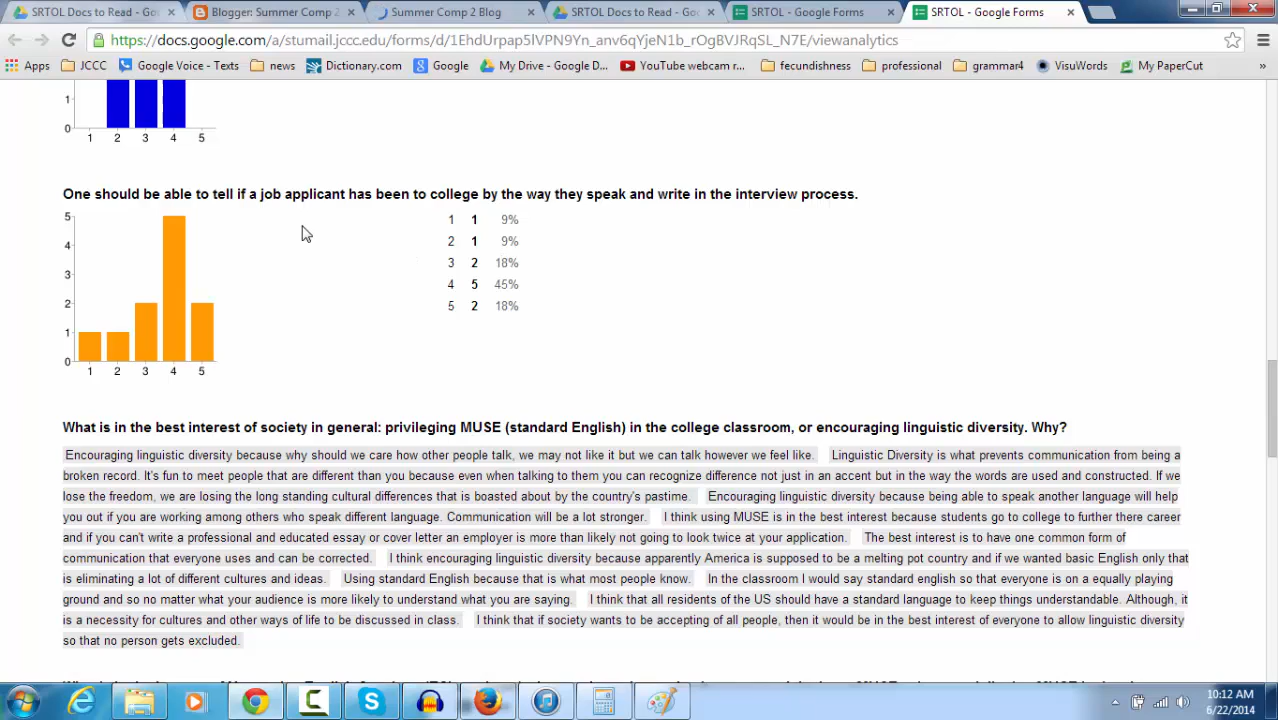 SRTOL Docs to Read - Goo
Blogger: Summer Comp 2
Summer Comp 2 Blog
SRTOL Docs to Read - Goo
SRTOL - Google Forms
SRTOL - Google Forms
https://docs.google.com/a/stumail.jccc.edu/forms/d/1EhdUrpap5lVPN9Yn_anv6qYjeN1b_rOgBVJRqSL_N7E/viewanalytics
Apps JCCC Google Voice - Texts news Dictionary.com Google My Drive - Google D... YouTube webcam r... fecundishness professional grammar4 VisuWords My PaperCut »
1
0
1 2 3 4 5
One should be able to tell if a job applicant has been to college by the way they speak and write in the interview process.
5
4
3
2
1
0
1 2 3 4 5
1 1 9%
2 1 9%
3 2 18%
4 5 45%
5 2 18%
What is in the best interest of society in general: privileging MUSE (standard English) in the college classroom, or encouraging linguistic diversity. Why?
Encouraging linguistic diversity because why should we care how other people talk, we may not like it but we can talk however we feel like. Linguistic Diversity is what prevents communication from being a
broken record. It's fun to meet people that are different than you because even when talking to them you can recognize difference not just in an accent but in the way the words are used and constructed. If we
lose the freedom, we are losing the long standing cultural differences that is boasted about by the country's pastime. Encouraging linguistic diversity because being able to speak another language will help
you out if you are working among others who speak different language. Communication will be a lot stronger. I think using MUSE is in the best interest because students go to college to further there career
and if you can't write a professional and educated essay or cover letter an employer is more than likely not going to look twice at your application. The best interest is to have one common form of
communication that everyone uses and can be corrected. I think encouraging linguistic diversity because apparently America is supposed to be a melting pot country and if we wanted basic English only that
is eliminating a lot of different cultures and ideas. Using standard English because that is what most people know. In the classroom I would say standard english so that everyone is on a equally playing
ground and so no matter what your audience is more likely to understand what you are saying. I think that all residents of the US should have a standard language to keep things understandable. Although, it
is a necessity for cultures and other ways of life to be discussed in class. I think that if society wants to be accepting of all people, then it would be in the best interest of everyone to allow linguistic diversity
so that no person gets excluded.
10:12 AM
6/22/2014